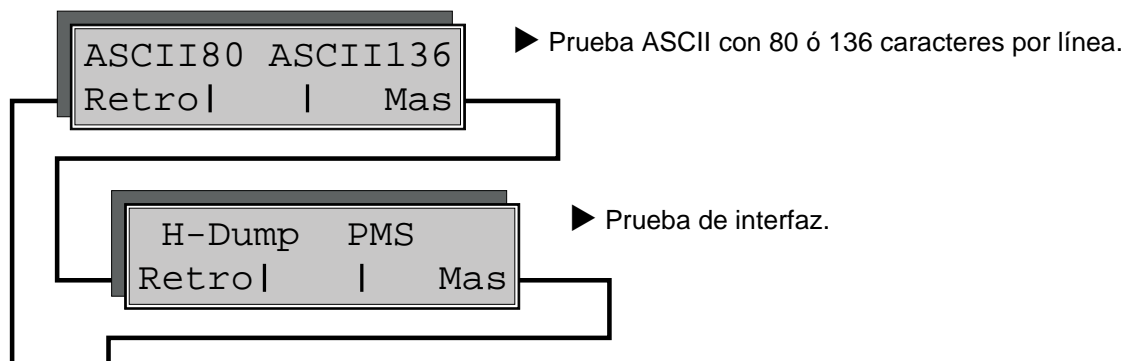 ASCII80 ASCII136
Retro| | Mas
▶ Prueba ASCII con 80 ó 136 caracteres por línea.
H-Dump PMS
Retro| | Mas
▶ Prueba de interfaz.